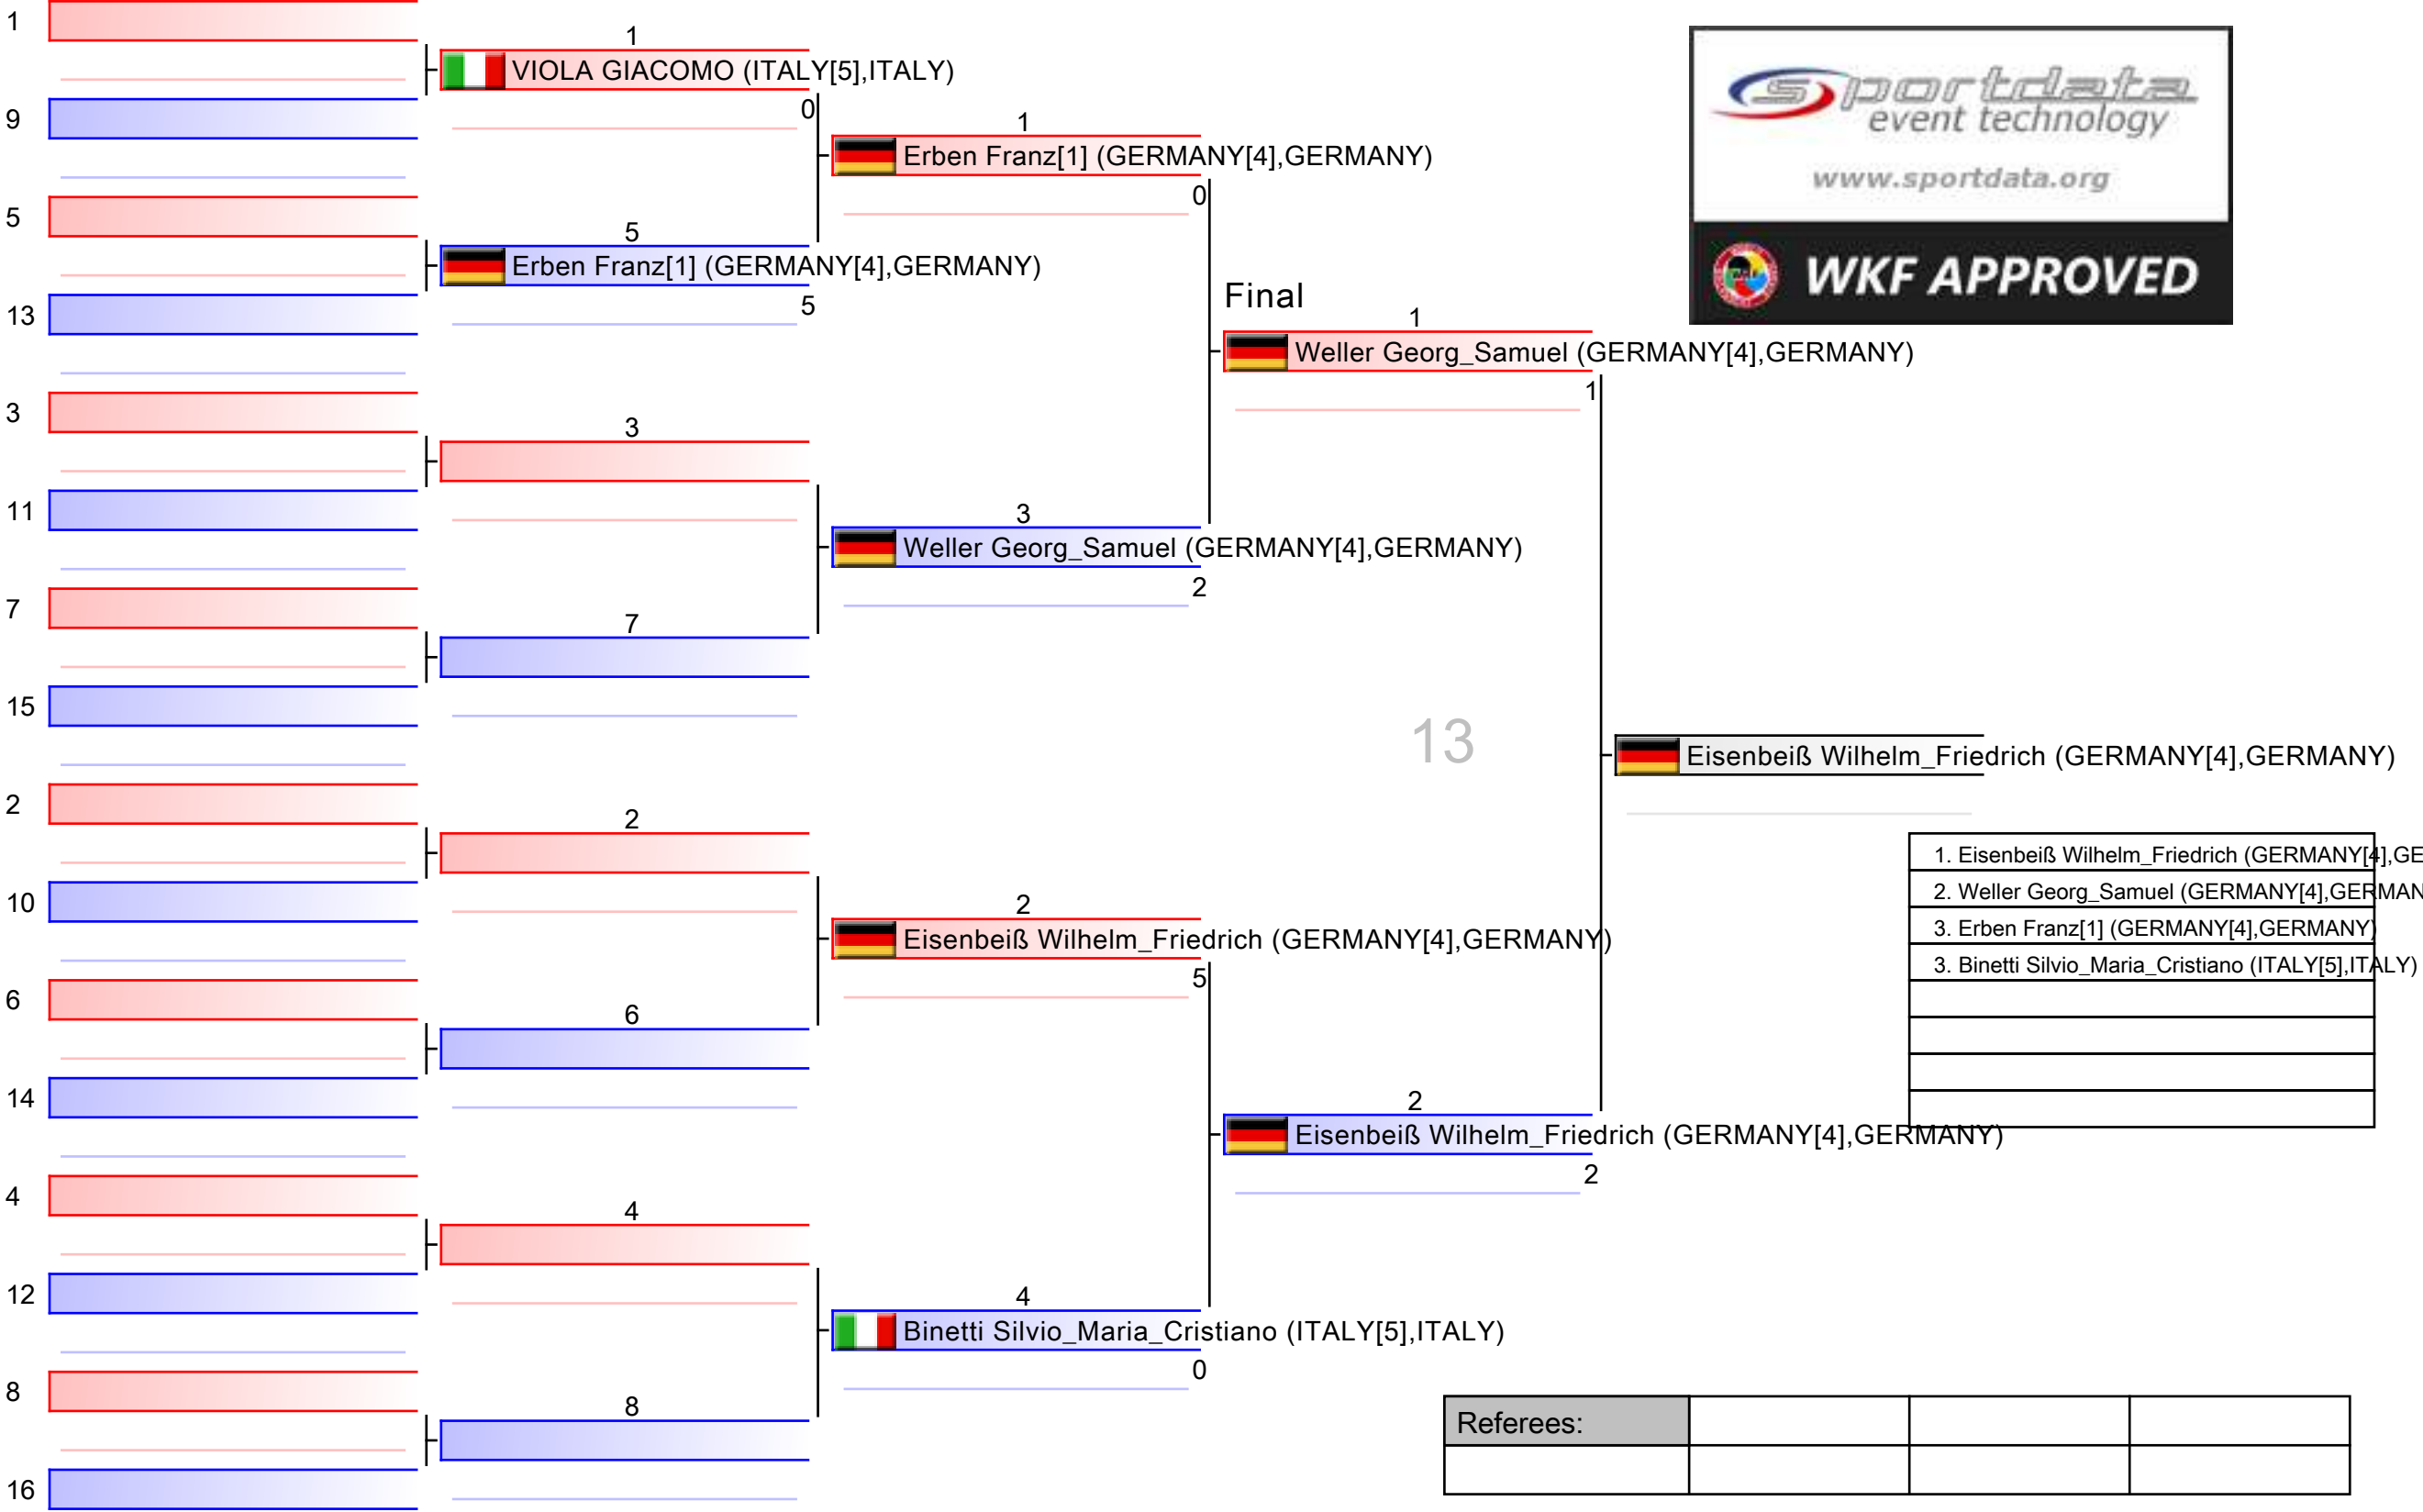 1
1
VIOLA GIACOMO (ITALY[5],ITALY)
sportdata
event technology
www.sportdata.org
WKF APPROVED
9
0
1
Erben Franz[1] (GERMANY[4],GERMANY)
0
5
5
Erben Franz[1] (GERMANY[4],GERMANY)
5
13
Final
1
Weller Georg_Samuel (GERMANY[4],GERMANY)
1
3
3
11
3
Weller Georg_Samuel (GERMANY[4],GERMANY)
2
7
7
15
13
Eisenbeiß Wilhelm_Friedrich (GERMANY[4],GERMANY)
2
2
1. Eisenbeiß Wilhelm_Friedrich (GERMANY[4],GE
2. Weller Georg_Samuel (GERMANY[4],GERMAN
3. Erben Franz[1] (GERMANY[4],GERMANY)
3. Binetti Silvio_Maria_Cristiano (ITALY[5],ITALY)
10
2
Eisenbeiß Wilhelm_Friedrich (GERMANY[4],GERMANY)
5
6
6
14
2
Eisenbeiß Wilhelm_Friedrich (GERMANY[4],GERMANY)
2
4
4
12
4
Binetti Silvio_Maria_Cristiano (ITALY[5],ITALY)
0
8
8
16
Referees: